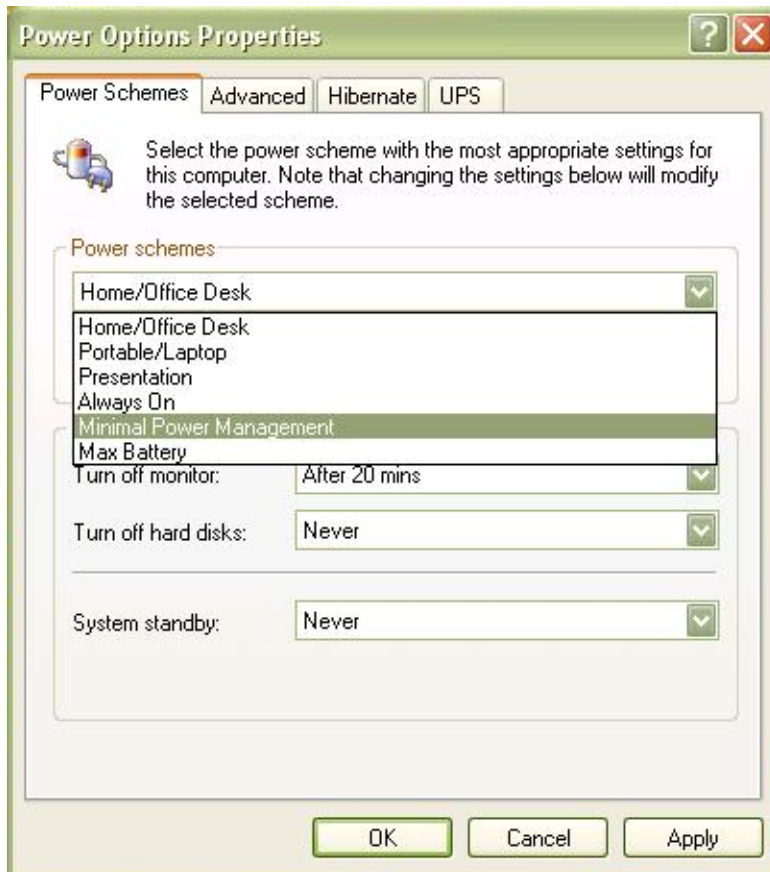 Power Options Properties
Power Schemes Advanced Hibernate UPS
Select the power scheme with the most appropriate settings for
this computer. Note that changing the settings below will modify
the selected scheme.
Power schemes
Home/Office Desk
Home/Office Desk
Portable/Laptop
Presentation
Always On
Minimal Power Management
Max Battery
Turn off monitor: After 20 mins
Turn off hard disks: Never
System standby: Never
OK Cancel Apply